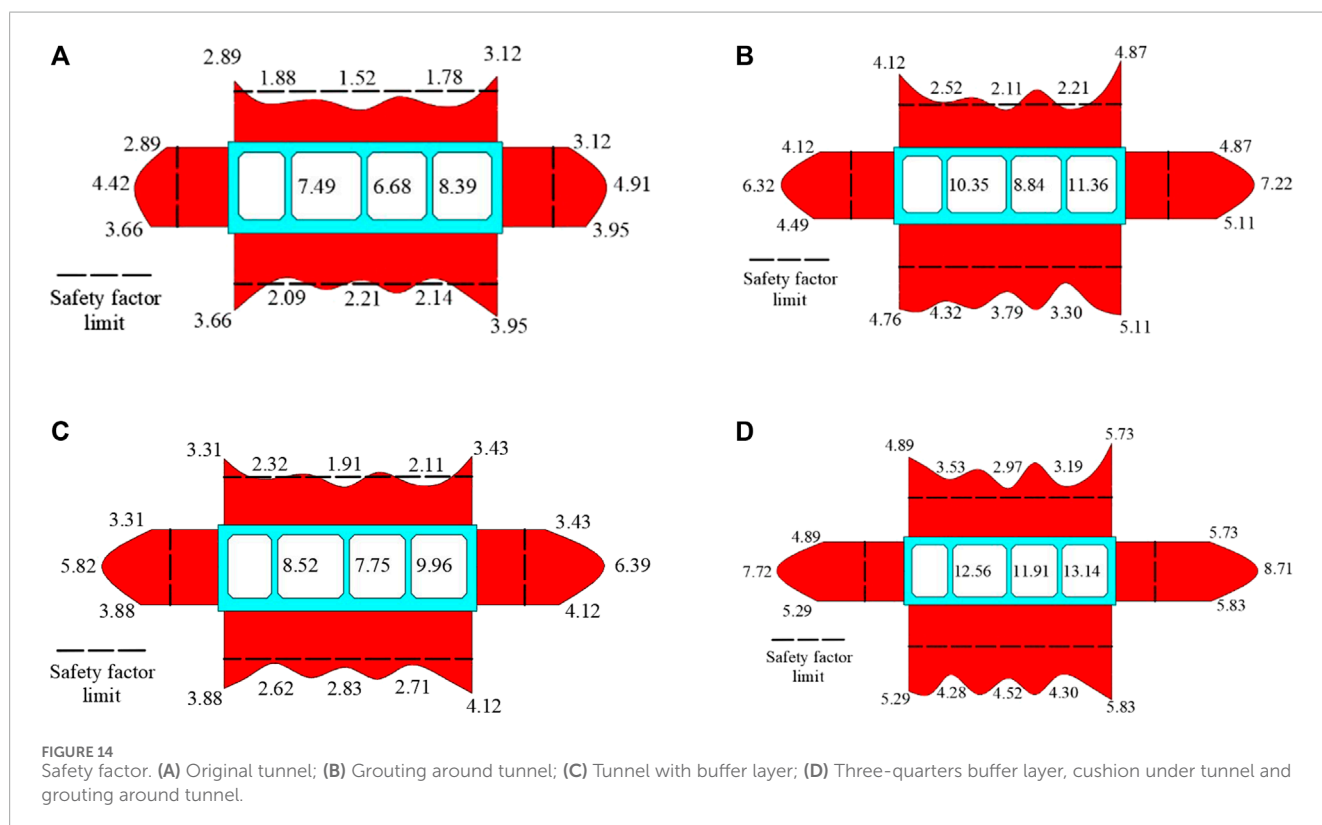 A
2.89
1.88 1.52 1.78
3.12
2.89
4.42
3.66
7.49 6.68 8.39
3.12
4.91
3.95
Safety factor
limit
3.66
2.09 2.21 2.14
3.95
B
4.12
2.52 2.11 2.21
4.87
4.12
6.32
4.49
10.35 8.84 11.36
4.87
7.22
5.11
Safety factor
limit
4.76
4.32 3.79 3.30
5.11
C
3.31
2.32 1.91 2.11
3.43
3.31
5.82
3.88
8.52 7.75 9.96
3.43
6.39
4.12
Safety factor
limit
3.88
2.62 2.83 2.71
4.12
D
4.89
3.53 2.97 3.19
5.73
4.89
7.72
5.29
12.56 11.91 13.14
5.73
8.71
5.83
Safety factor
limit
5.29
4.28 4.52 4.30
5.83
FIGURE 14
Safety factor. (A) Original tunnel; (B) Grouting around tunnel; (C) Tunnel with buffer layer; (D) Three-quarters buffer layer, cushion under tunnel and
grouting around tunnel.